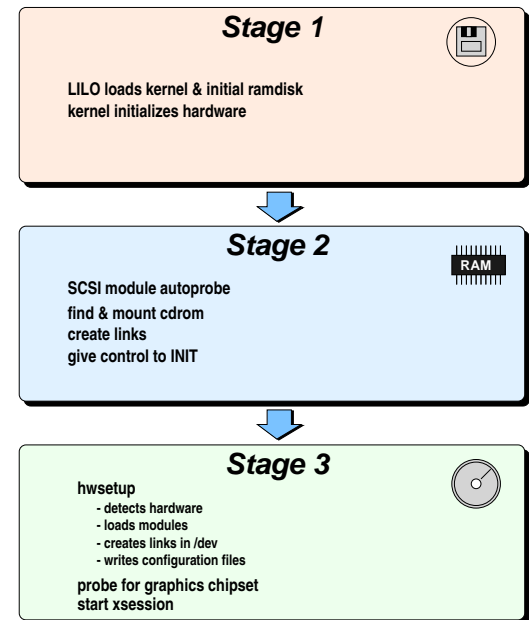 Stage 1
LILO loads kernel & initial ramdisk
kernel initializes hardware
Stage 2
RAM
SCSI module autoprobe
find & mount cdrom
create links
give control to INIT
Stage 3
hwsetup
- detects hardware
- loads modules
- creates links in /dev
- writes configuration files
probe for graphics chipset
start xsession